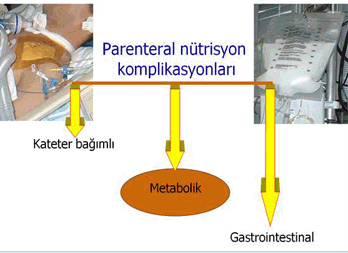 Parenteral nütrisyon
komplikasyonları
Kateter bağımlı
Metabolik
Gastrointestinal